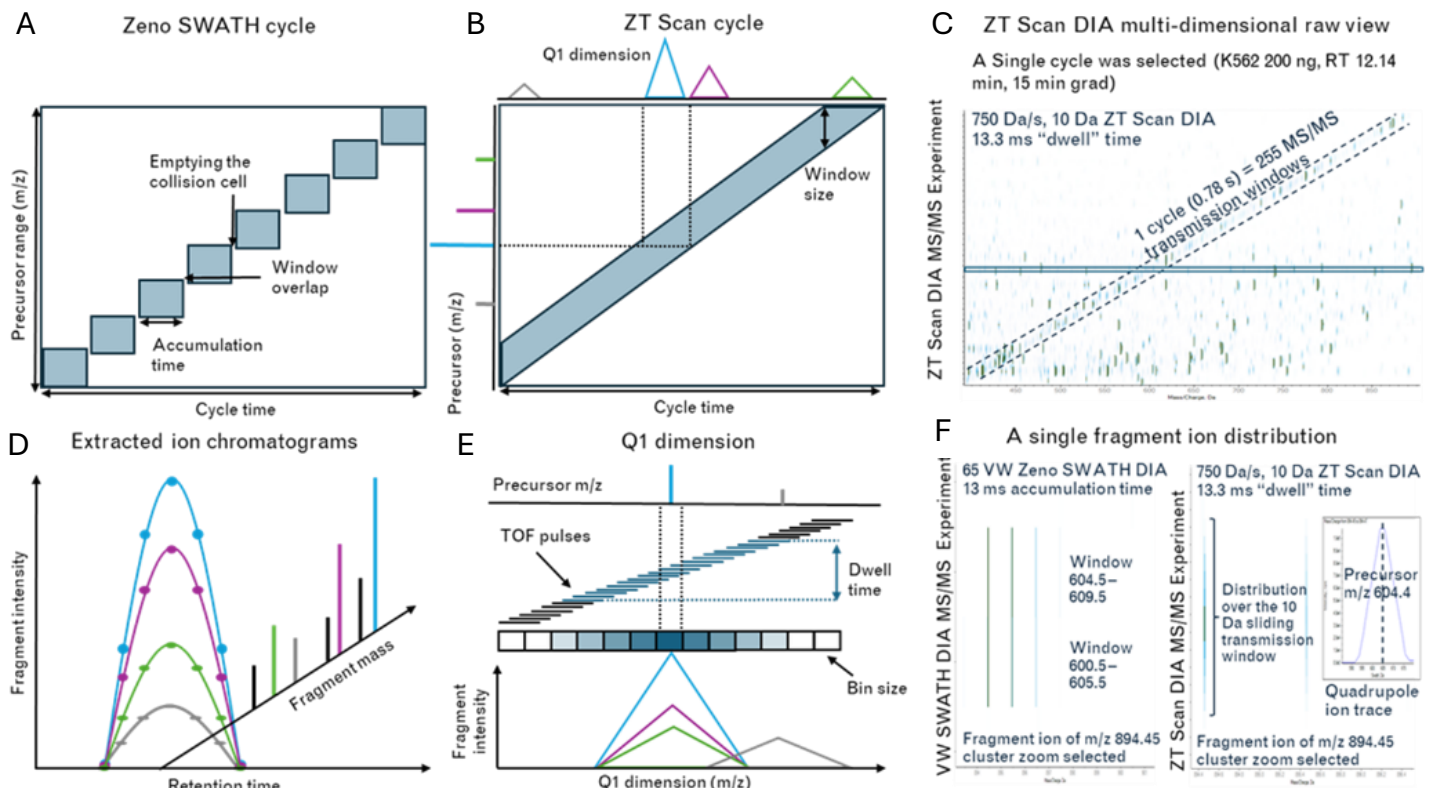 A
Zeno SWATH cycle
Precursor range (m/z)
Emptying the
collision cell
Window
overlap
Accumulation
time
Cycle time
B
ZT Scan cycle
Q1 dimension
Precursor (m/z)
Window
size
Cycle time
C
ZT Scan DIA multi-dimensional raw view
A Single cycle was selected (K562 200 ng, RT 12.14
min, 15 min grad)
ZT Scan DIA MS/MS Experiment
750 Da/s, 10 Da ZT Scan DIA
13.3 ms “dwell” time
1 cycle (0.78 s) = 255 MS/MS
transmission windows
Mass/Charge, Da
D
Extracted ion chromatograms
Fragment intensity
Fragment mass
Retention time
E
Q1 dimension
Precursor m/z
TOF pulses
Dwell
time
Bin size
Fragment
intensity
Q1 dimension (m/z)
F
A single fragment ion distribution
VW SWATH DIA MS/MS Experiment
65 VW Zeno SWATH DIA
13 ms accumulation time
Window
604.5–
609.5
Window
600.5–
605.5
Fragment ion of m/z 894.45
cluster zoom selected
ZT Scan DIA MS/MS Experiment
750 Da/s, 10 Da ZT Scan DIA
13.3 ms “dwell” time
Distribution
over the 10
Da sliding
transmission
window
Precursor
m/z 604.4
Quadrupole
ion trace
Fragment ion of m/z 894.45
cluster zoom selected